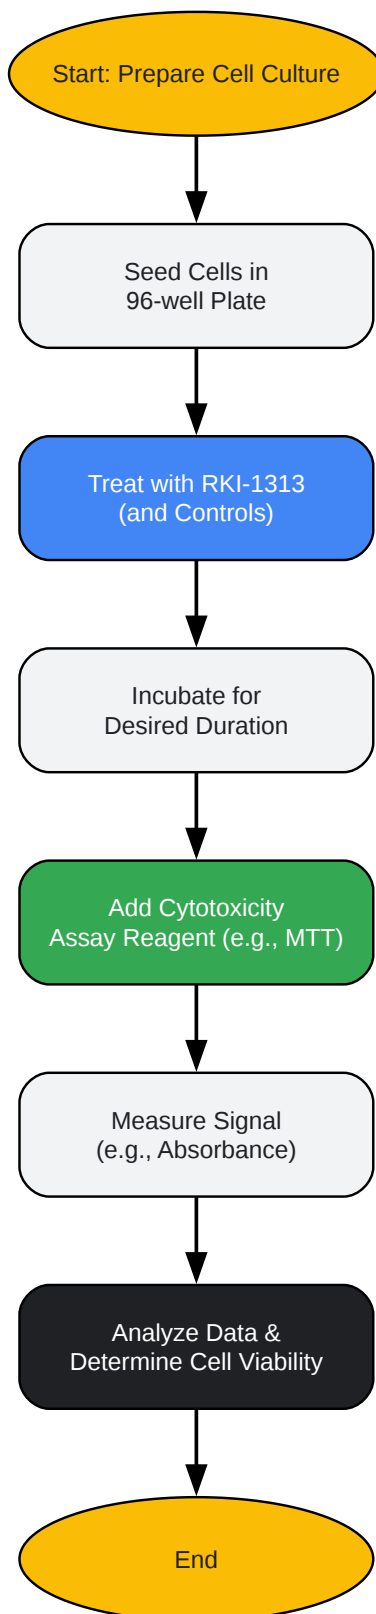 Start: Prepare Cell Culture
Seed Cells in
96-well Plate
Treat with RKI-1313
(and Controls)
Incubate for
Desired Duration
Add Cytotoxicity
Assay Reagent (e.g., MTT)
Measure Signal
(e.g., Absorbance)
Analyze Data &
Determine Cell Viability
End